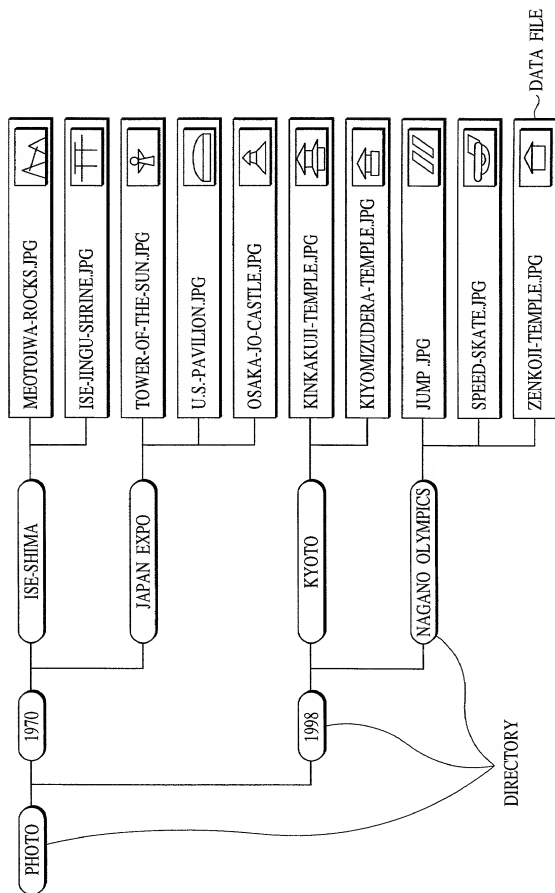 PHOTO
1970
ISE-SHIMA
MEOTOIWA-ROCKS.JPG
ISE-JINGU-SHRINE.JPG
JAPAN EXPO
TOWER-OF-THE-SUN.JPG
U.S.-PAVILION.JPG
OSAKA-JO-CASTLE.JPG
1998
KYOTO
KINKAKUJI-TEMPLE.JPG
KIYOMIZUDERA-TEMPLE.JPG
NAGANO OLYMPICS
JUMP .JPG
SPEED-SKATE.JPG
ZENKOJI-TEMPLE.JPG
DIRECTORY
DATA FILE